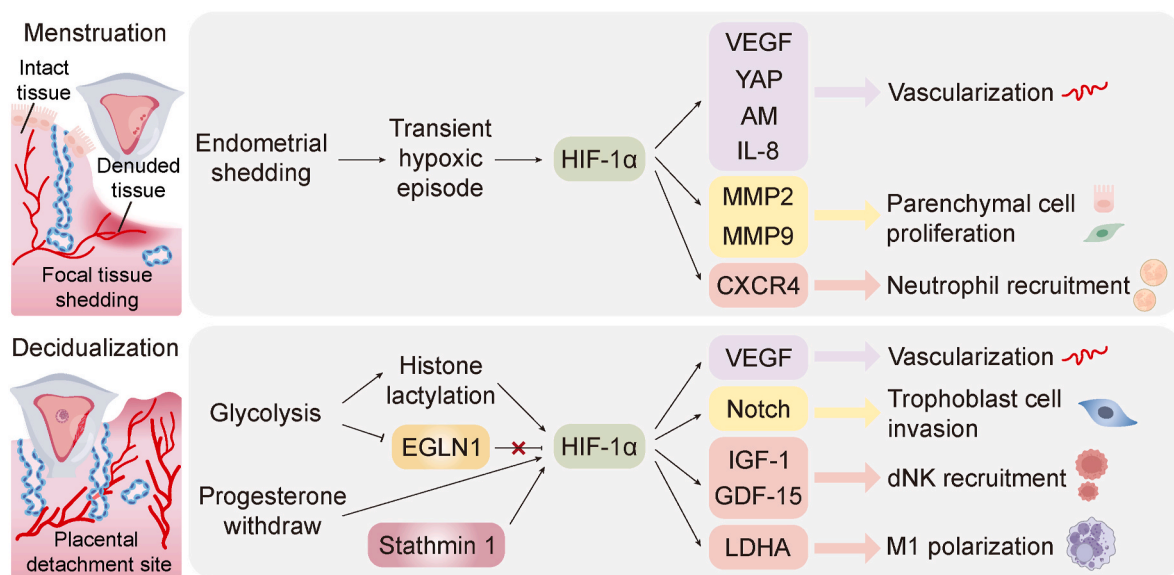 Menstruation
Intact
tissue
Denuded
tissue
Focal tissue
shedding
Endometrial
shedding
Transient
hypoxic
episode
HIF-1α
VEGF
YAP
AM
IL-8
Vascularization
MMP2
MMP9
Parenchymal cell
proliferation
CXCR4
Neutrophil recruitment
Decidualization
Placental
detachment site
Glycolysis
Histone
lactylation
EGLN1
Progesterone
withdraw
Stathmin 1
HIF-1α
VEGF
Vascularization
Notch
Trophoblast cell
invasion
IGF-1
GDF-15
dNK recruitment
LDHA
M1 polarization